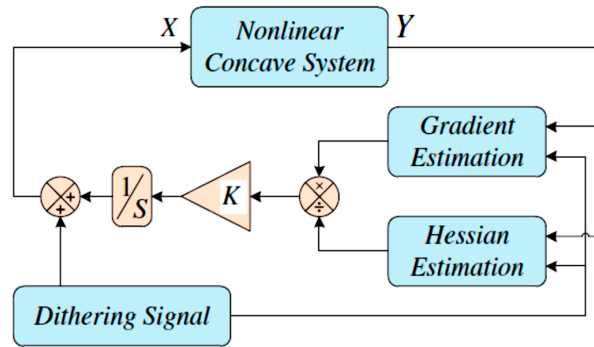 X
Nonlinear
Concave System
Y
Gradient
Estimation
×
÷
K
1/S
+
+
Hessian
Estimation
Dithering Signal